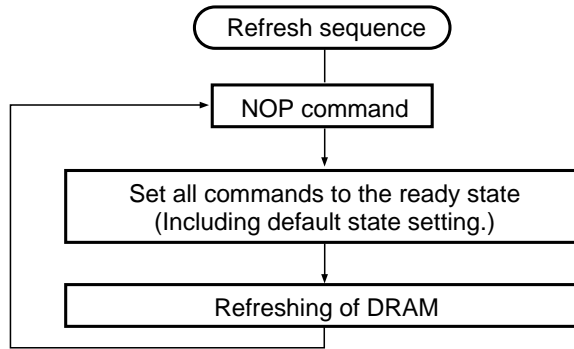 Refresh sequence
NOP command
Set all commands to the ready state
(Including default state setting.)
Refreshing of DRAM